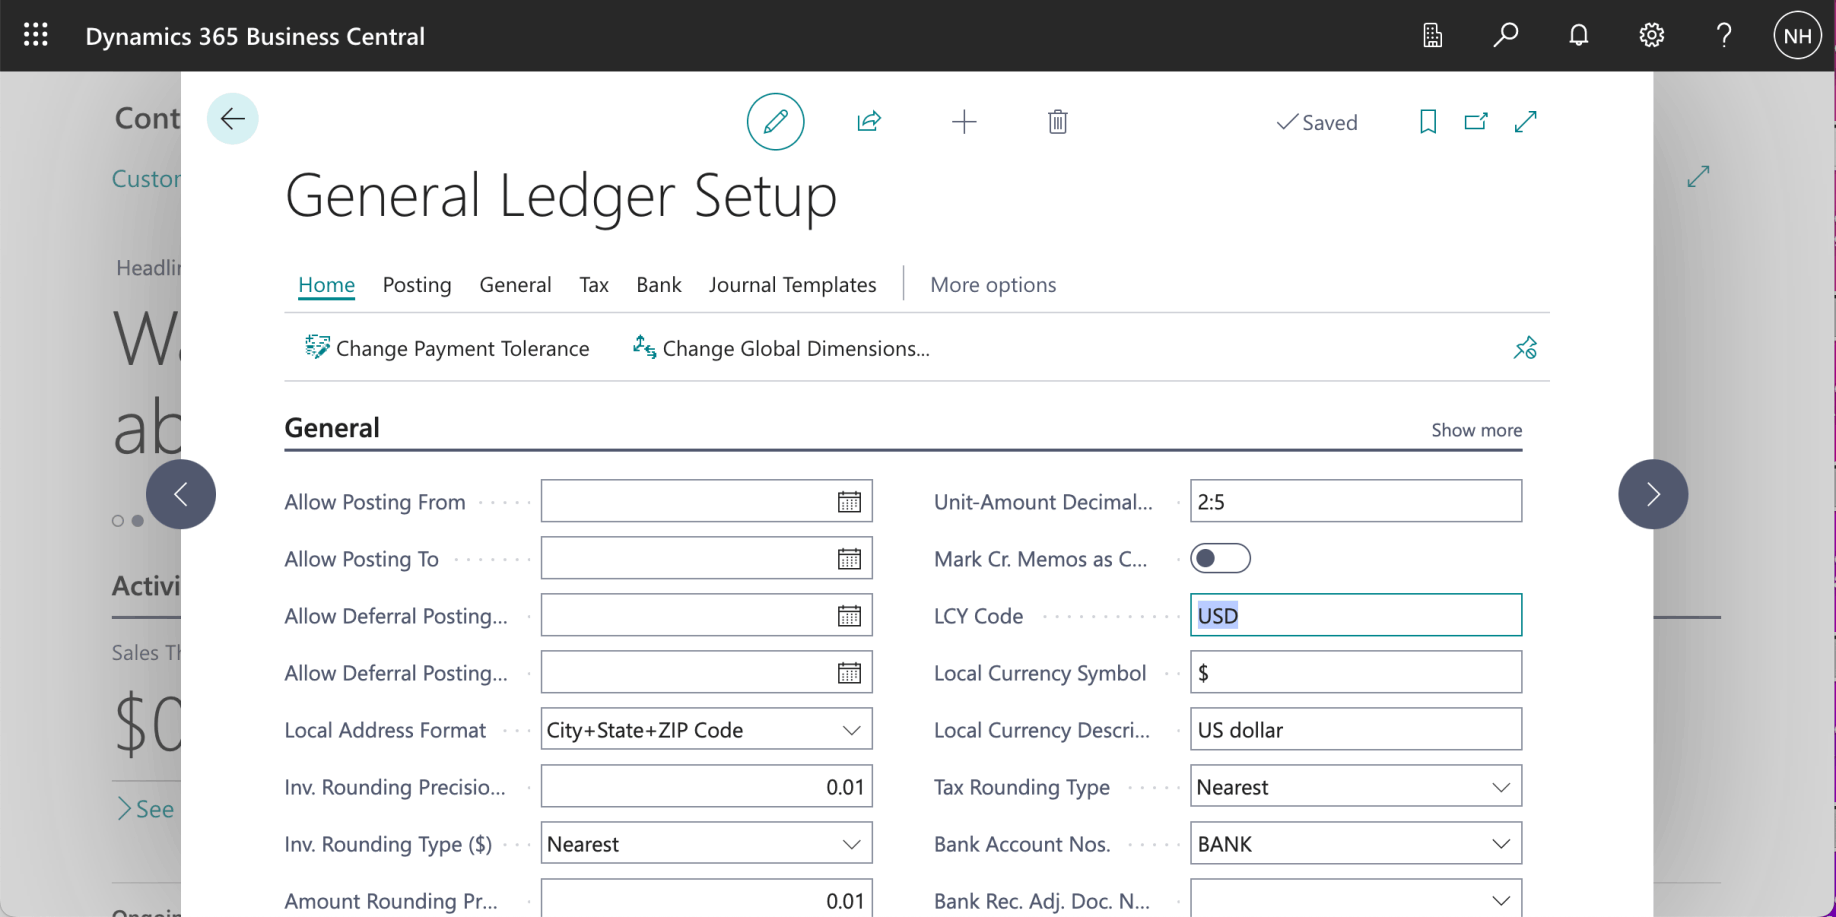 Dynamics 365 Business Central
NH
Cont
Saved
Custor
General Ledger Setup
Headlin
Home Posting General Tax Bank Journal Templates More options
Wa
Change Payment Tolerance Change Global Dimensions...
ab
General Show more
Allow Posting From
Unit-Amount Decimal... 2:5
Allow Posting To
Mark Cr. Memos as C...
Activi
Allow Deferral Posting...
LCY Code USD
Sales Th
Allow Deferral Posting...
Local Currency Symbol $
$0
Local Address Format City+State+ZIP Code
Local Currency Descri... US dollar
Inv. Rounding Precisio... 0.01
Tax Rounding Type Nearest
See
Inv. Rounding Type ($) Nearest
Bank Account Nos. BANK
Amount Rounding Pr... 0.01
Bank Rec. Adj. Doc. N...